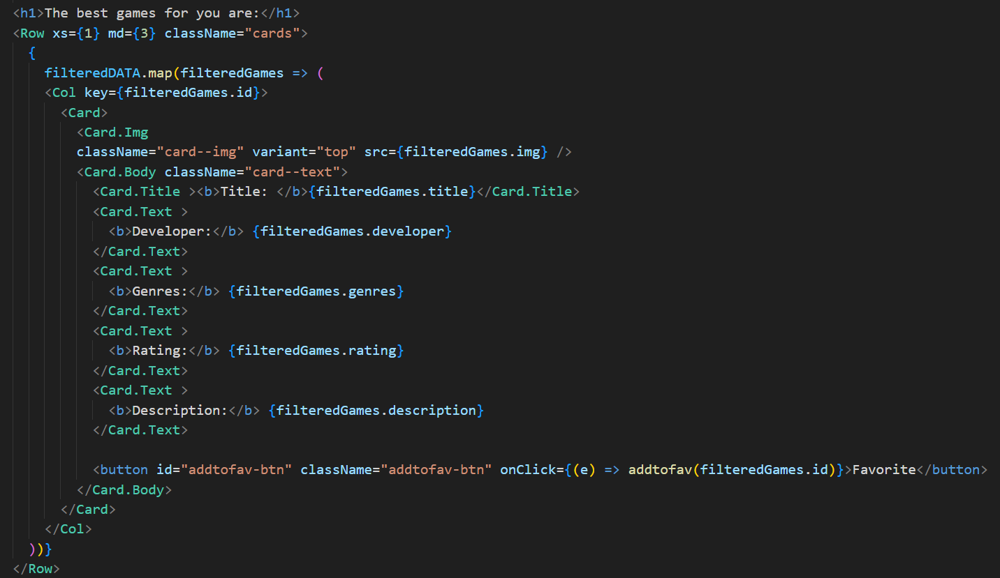 <h1>The best games for you are:</h1>
<Row xs={1} md={3} className="cards">
{
filteredDATA.map(filteredGames => (
<Col key={filteredGames.id}>
<Card>
<Card.Img
className="card--img" variant="top" src={filteredGames.img} />
<Card.Body className="card--text">
<Card.Title ><b>Title: </b>{filteredGames.title}</Card.Title>
<Card.Text >
<b>Developer:</b> {filteredGames.developer}
</Card.Text>
<Card.Text >
<b>Genres:</b> {filteredGames.genres}
</Card.Text>
<Card.Text >
<b>Rating:</b> {filteredGames.rating}
</Card.Text>
<Card.Text >
<b>Description:</b> {filteredGames.description}
</Card.Text>
<button id="addtofav-btn" className="addtofav-btn" onClick={(e) => addtofav(filteredGames.id)}>Favorite</button>
</Card.Body>
</Card>
</Col>
))}
</Row>